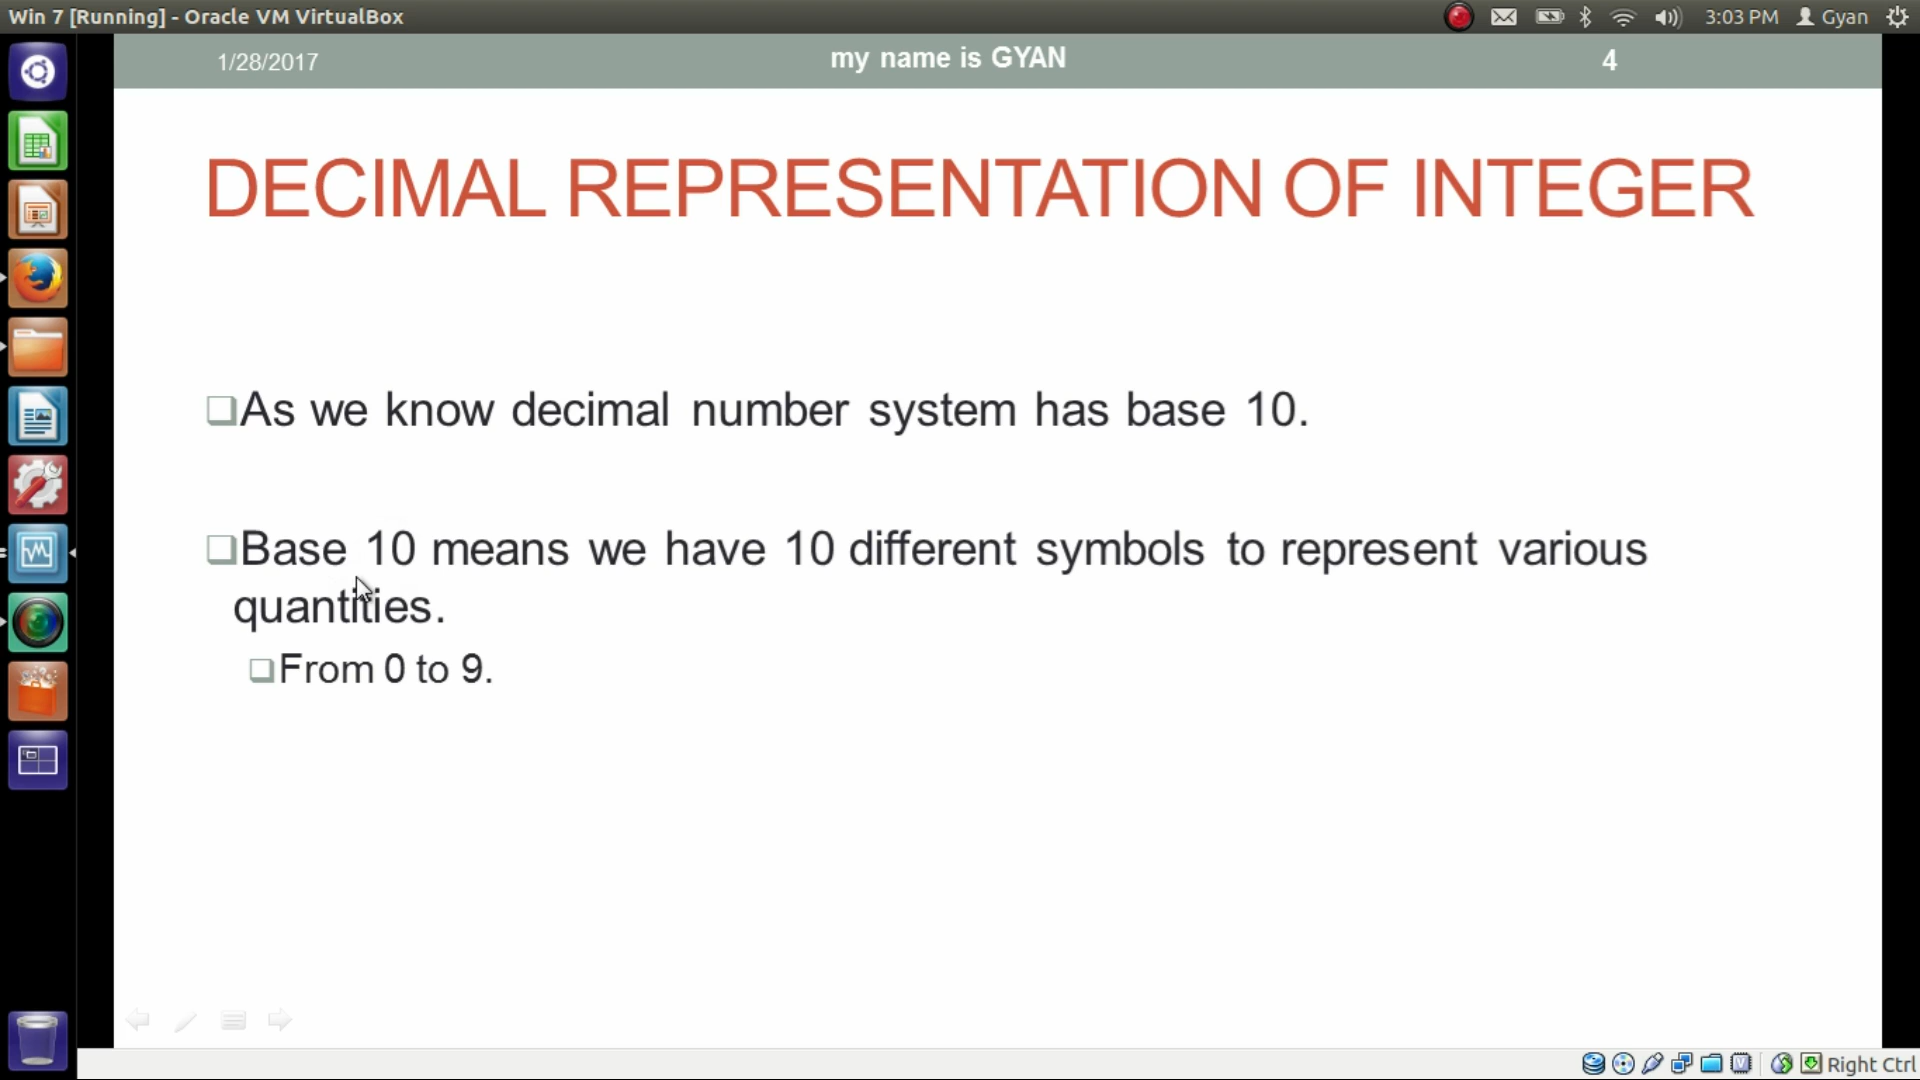 Win 7 [Running] - Oracle VM VirtualBox
3:03 PM Gyan
1/28/2017 my name is GYAN 4
DECIMAL REPRESENTATION OF INTEGER
As we know decimal number system has base 10.
Base 10 means we have 10 different symbols to represent various
quantities.
From 0 to 9.
Right Ctrl